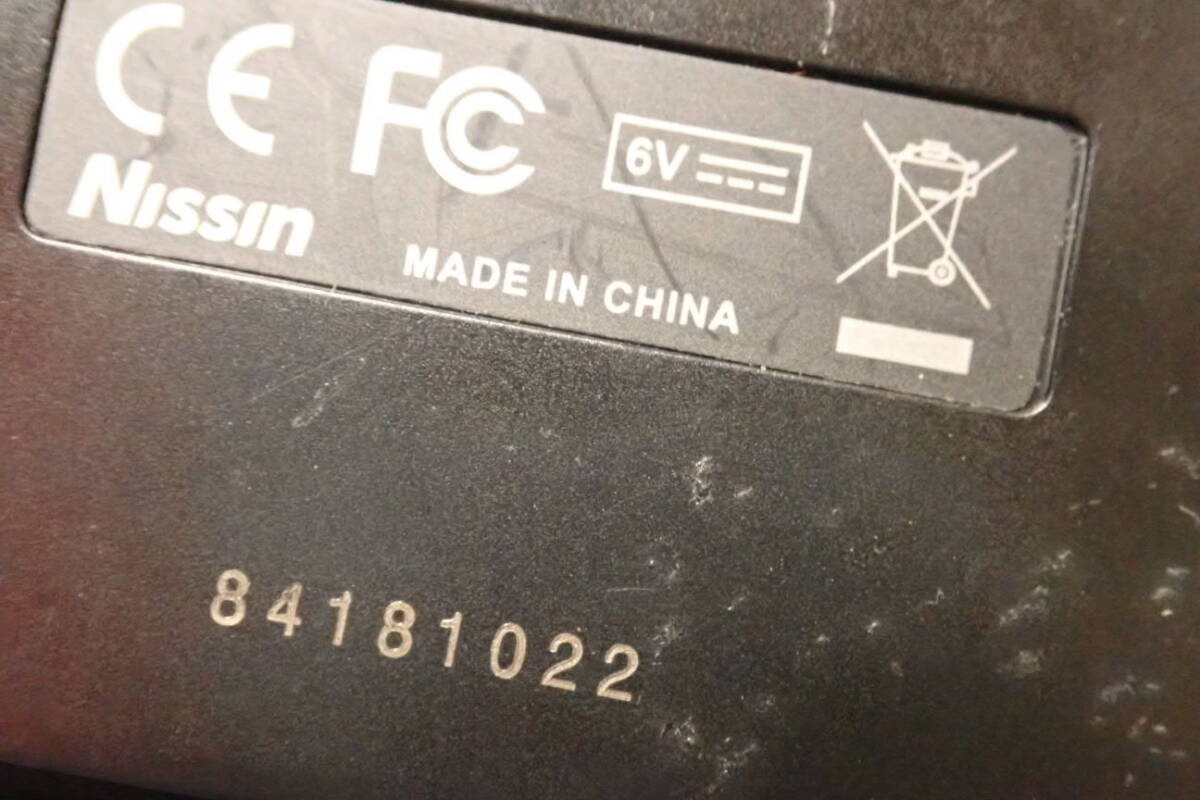 CE FC 6V
Nissin
MADE IN CHINA
84181022